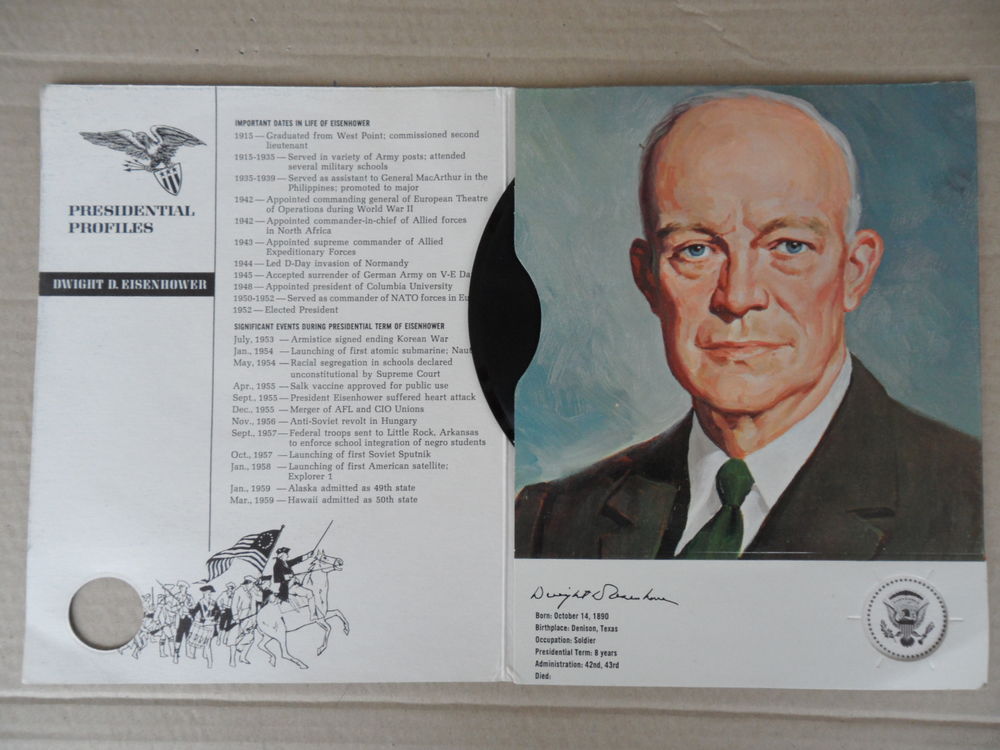 PRESIDENTIAL
PROFILES
DWIGHT D. EISENHOWER
IMPORTANT DATES IN LIFE OF EISENHOWER
1915 — Graduated from West Point; commissioned second
lieutenant
1915-1935 — Served in variety of Army posts; attended
several military schools
1935-1939 — Served as assistant to General MacArthur in the
Philippines; promoted to major
1942 — Appointed commanding general of European Theatre
of Operations during World War II
1942 — Appointed commander-in-chief of Allied forces
in North Africa
1943 — Appointed supreme commander of Allied
Expeditionary Forces
1944 — Led D-Day invasion of Normandy
1945 — Accepted surrender of German Army on V-E Da
1948 — Appointed president of Columbia University
1950-1952 — Served as commander of NATO forces in Eu
1952 — Elected President
SIGNIFICANT EVENTS DURING PRESIDENTIAL TERM OF EISENHOWER
July, 1953 — Armistice signed ending Korean War
Jan., 1954 — Launching of first atomic submarine; Naut
May, 1954 — Racial segregation in schools declared
unconstitutional by Supreme Court
Apr., 1955 — Salk vaccine approved for public use
Sept., 1955 — President Eisenhower suffered heart attack
Dec., 1955 — Merger of AFL and CIO Unions
Nov., 1956 — Anti-Soviet revolt in Hungary
Sept., 1957 — Federal troops sent to Little Rock, Arkansas
to enforce school integration of negro students
Oct., 1957 — Launching of first Soviet Sputnik
Jan., 1958 — Launching of first American satellite;
Explorer 1
Jan., 1959 — Alaska admitted as 49th state
Mar., 1959 — Hawaii admitted as 50th state
Dwight D Eisenhower
Born: October 14, 1890
Birthplace: Denison, Texas
Occupation: Soldier
Presidential Term: 8 years
Administration: 42nd, 43rd
Died: